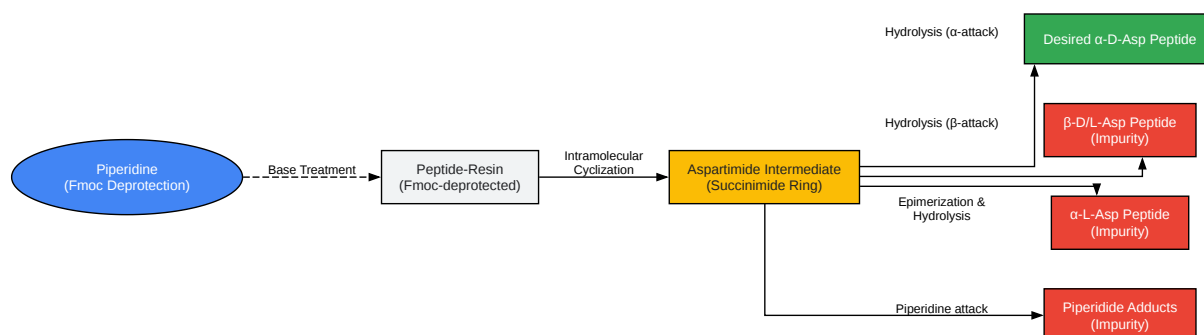 Hydrolysis (α-attack)
Desired α-D-Asp Peptide
Hydrolysis (β-attack)
β-D/L-Asp Peptide
(Impurity)
Piperidine
(Fmoc Deprotection)
Base Treatment
Peptide-Resin
(Fmoc-deprotected)
Intramolecular
Cyclization
Aspartimide Intermediate
(Succinimide Ring)
Epimerization &
Hydrolysis
α-L-Asp Peptide
(Impurity)
Piperidine attack
Piperidide Adducts
(Impurity)